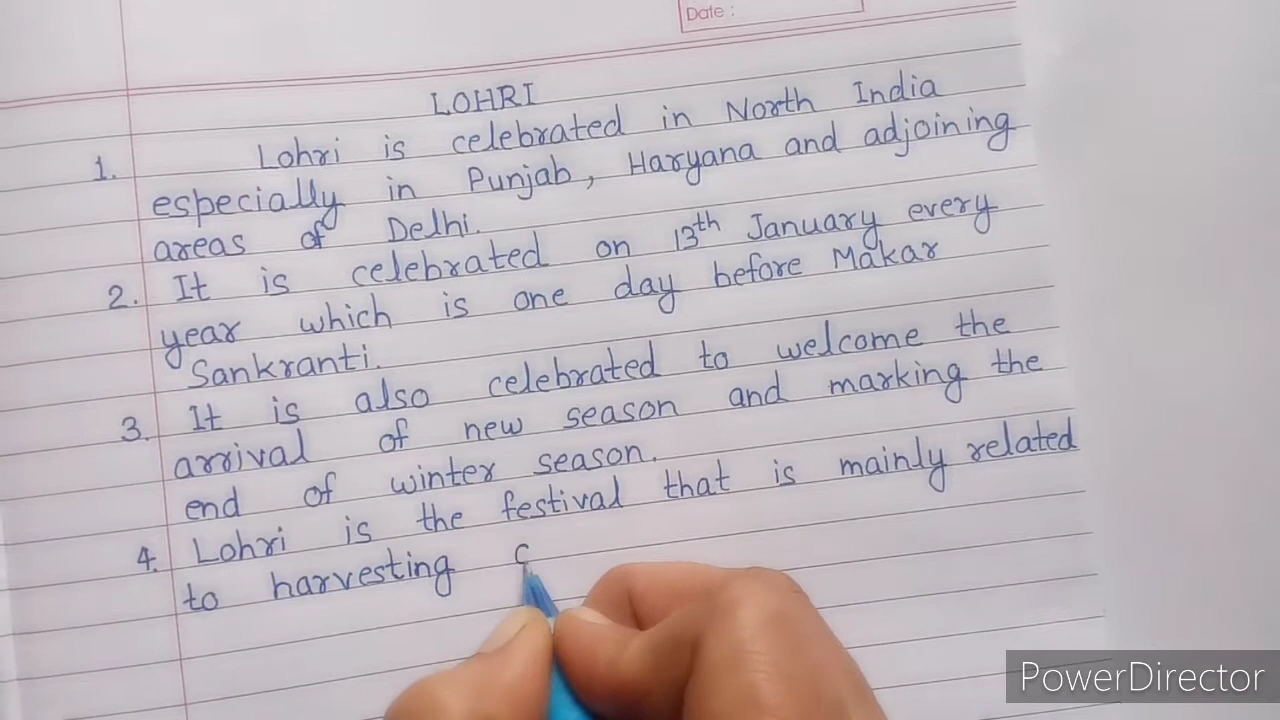 Date :
LOHRI
1. Lohri is celebrated in North India
especially in Punjab, Haryana and adjoining
areas of Delhi.
2. It is celebrated on 13th January every
year which is one day before Makar
Sankranti.
3. It is also celebrated to welcome the
arrival of new season and marking the
end of winter season.
4. Lohri is the festival that is mainly related
to harvesting
PowerDirector